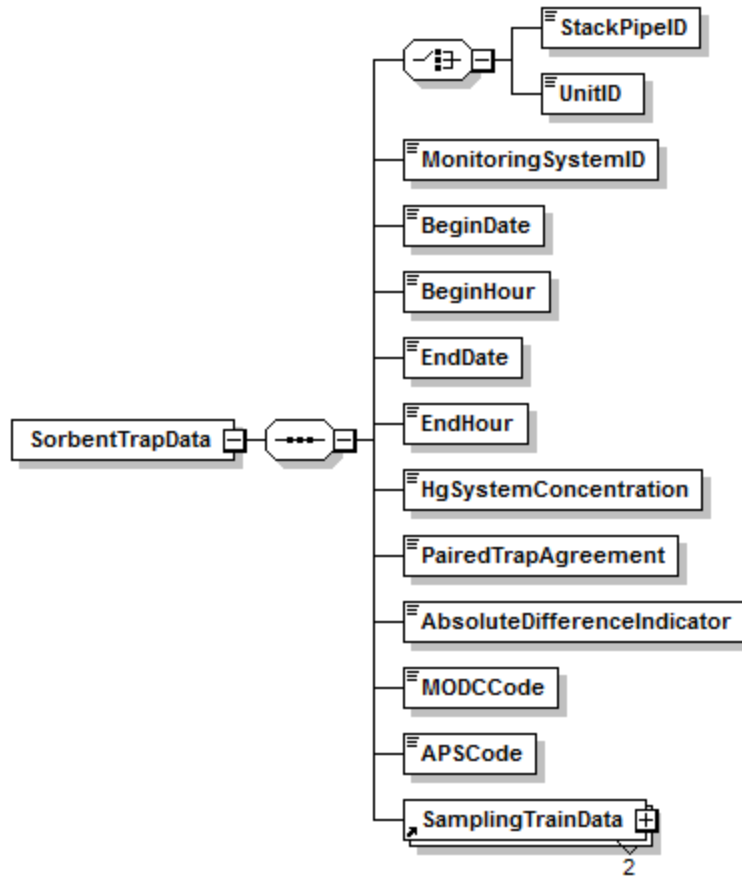 StackPipeID
UnitID
MonitoringSystemID
BeginDate
BeginHour
EndDate
EndHour
SorbentTrapData
HgSystemConcentration
PairedTrapAgreement
AbsoluteDifferenceIndicator
MODCCode
APSCode
SamplingTrainData
2